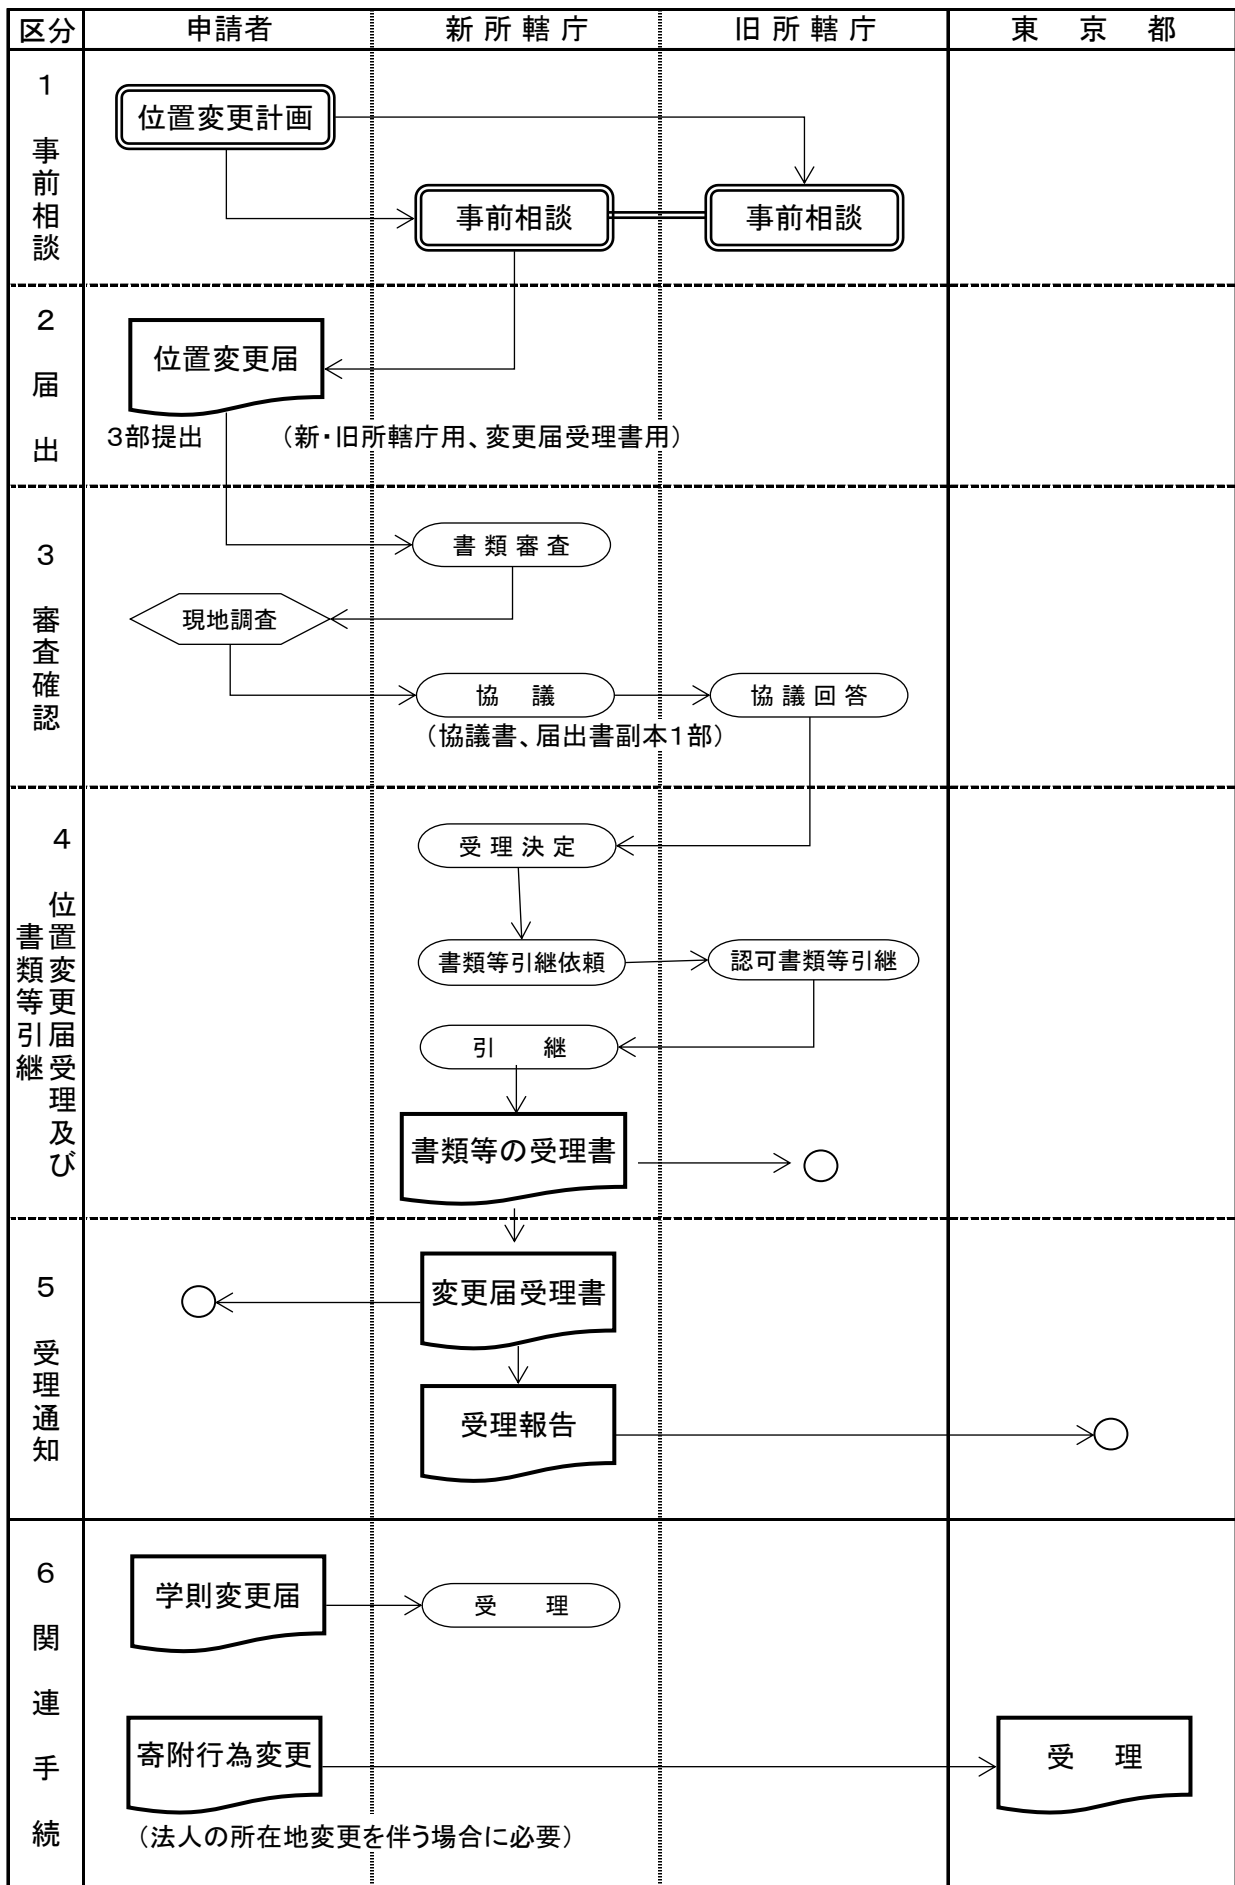 区分 申請者 新所轄庁 旧所轄庁 東京都
1 事前相談
位置変更計画
事前相談 事前相談
2 届出
位置変更届
3部提出 （新・旧所轄庁用、変更届受理書用）
3 審査確認
書類審査
現地調査
協議 協議回答
（協議書、届出書副本1部）
4 位置変更届受理及び
書類等引継
受理決定
書類等引継依頼 認可書類等引継
引継
書類等の受理書
5 受理通知
変更届受理書
受理報告
6 関連手続
学則変更届 受理
寄附行為変更 受理
（法人の所在地変更を伴う場合に必要）